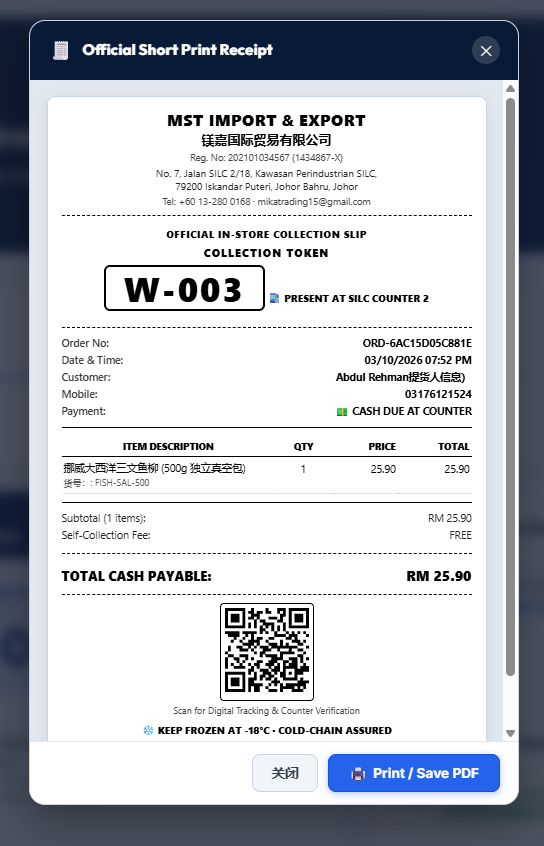 Official Short Print Receipt
MST IMPORT & EXPORT
镁嘉国际贸易有限公司
Reg. No: 202101034567 (1434867-X)
No. 7, Jalan SILC 2/18, Kawasan Perindustrian SILC,
79200 Iskandar Puteri, Johor Bahru, Johor
Tel: +60 13-280 0168 · mikatrading15@gmail.com
OFFICIAL IN-STORE COLLECTION SLIP
COLLECTION TOKEN
W-003 PRESENT AT SILC COUNTER 2
Order No: ORD-6AC15D05C881E
Date & Time: 03/10/2026 07:52 PM
Customer: Abdul Rehman提货人信息)
Mobile: 03176121524
Payment: CASH DUE AT COUNTER
ITEM DESCRIPTION QTY PRICE TOTAL
挪威大西洋三文鱼柳 (500g 独立真空包) 1 25.90 25.90
货号: : FISH-SAL-500
Subtotal (1 items): RM 25.90
Self-Collection Fee: FREE
TOTAL CASH PAYABLE: RM 25.90
Scan for Digital Tracking & Counter Verification
KEEP FROZEN AT -18°C · COLD-CHAIN ASSURED
关闭 Print / Save PDF